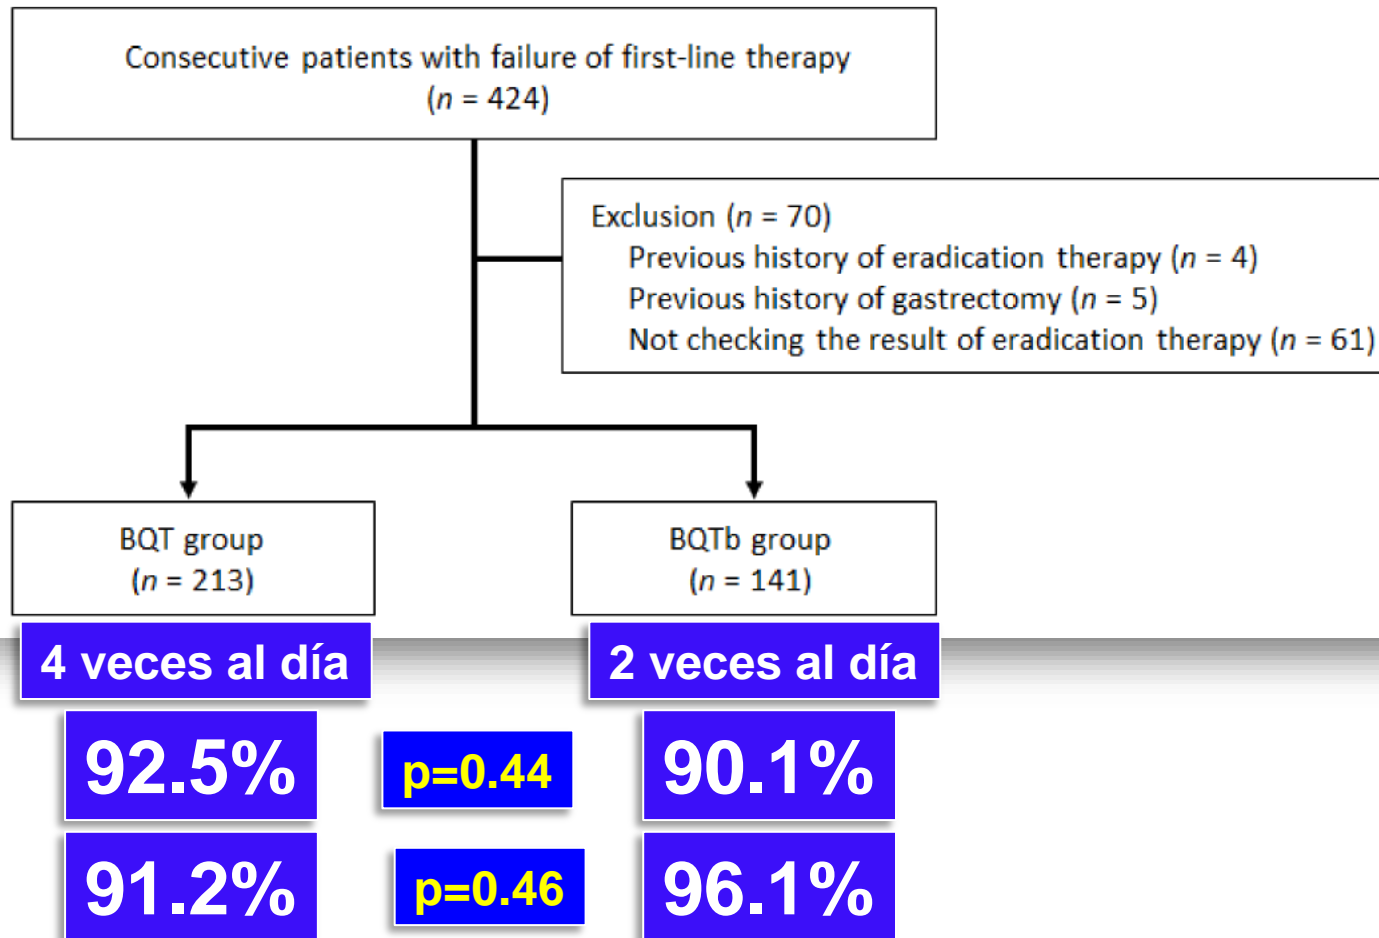 Consecutive patients with failure of first-line therapy
(n = 424)
Exclusion (n = 70)
Previous history of eradication therapy (n = 4)
Previous history of gastrectomy (n = 5)
Not checking the result of eradication therapy (n = 61)
BQT group
(n = 213)
BQTb group
(n = 141)
4 veces al día
2 veces al día
92.5%
p=0.44
90.1%
91.2%
p=0.46
96.1%